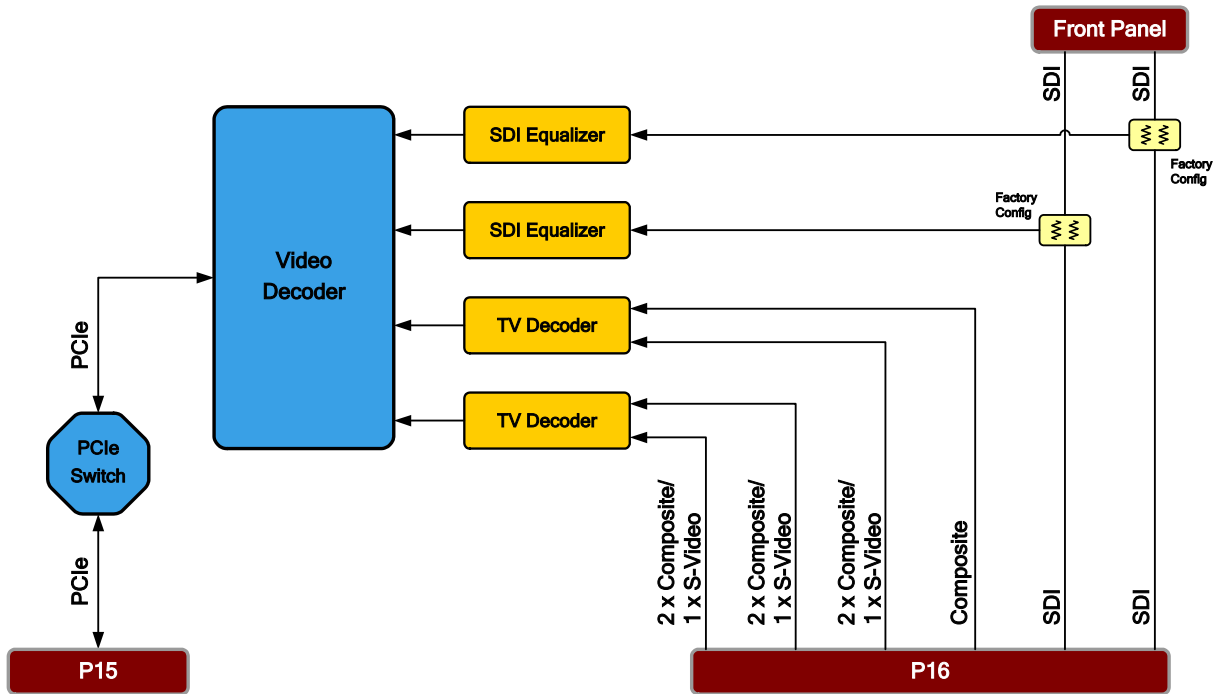 Front Panel
SDI
SDI
SDI Equalizer
Factory
Config
Factory
Config
SDI Equalizer
Video
Decoder
TV Decoder
PCIe
TV Decoder
PCIe
Switch
2 x Composite/
1 x S-Video
2 x Composite/
1 x S-Video
2 x Composite/
1 x S-Video
Composite
SDI
SDI
PCIe
P15
P16